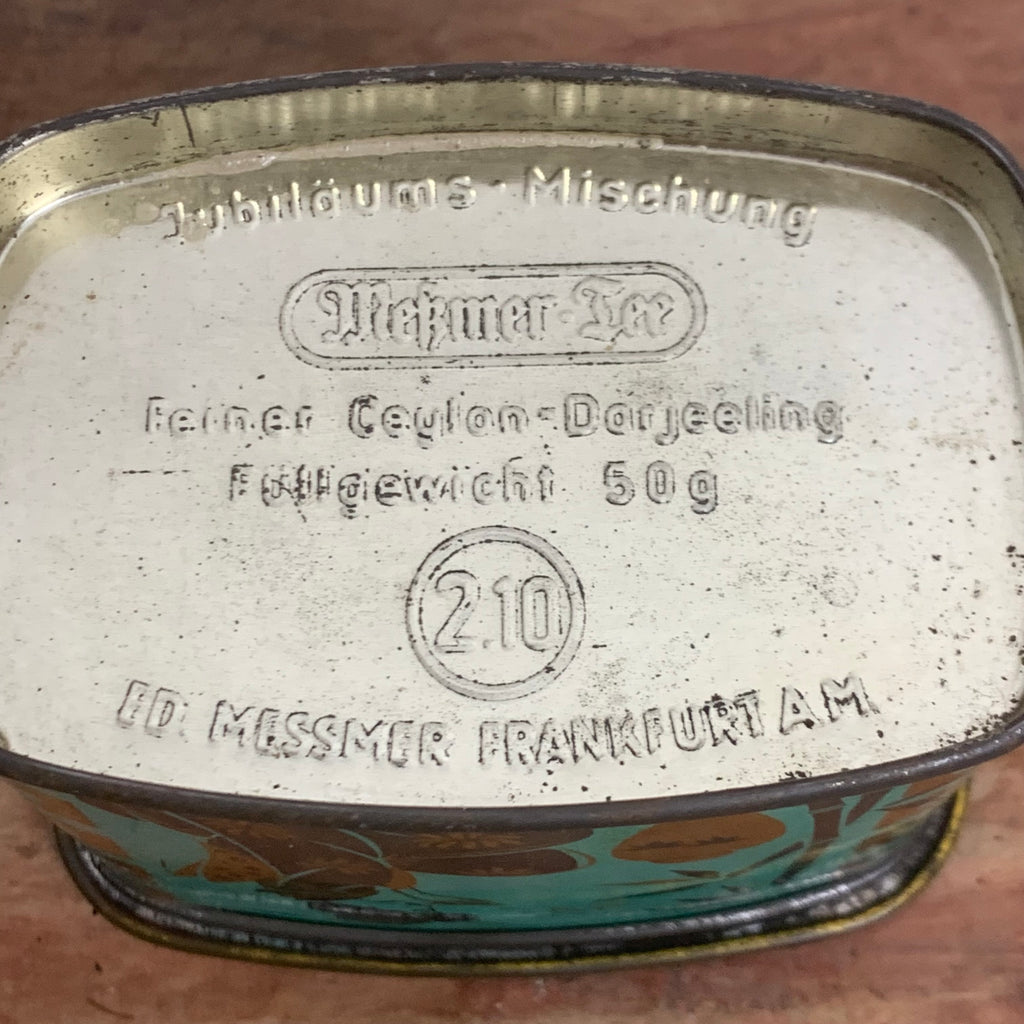 Jubiläums-Mischung
Meßmer-Tee
Feiner Ceylon-Darjeeling
Füllgewicht 50g
2.10
ED. MESSMER FRANKFURT A M